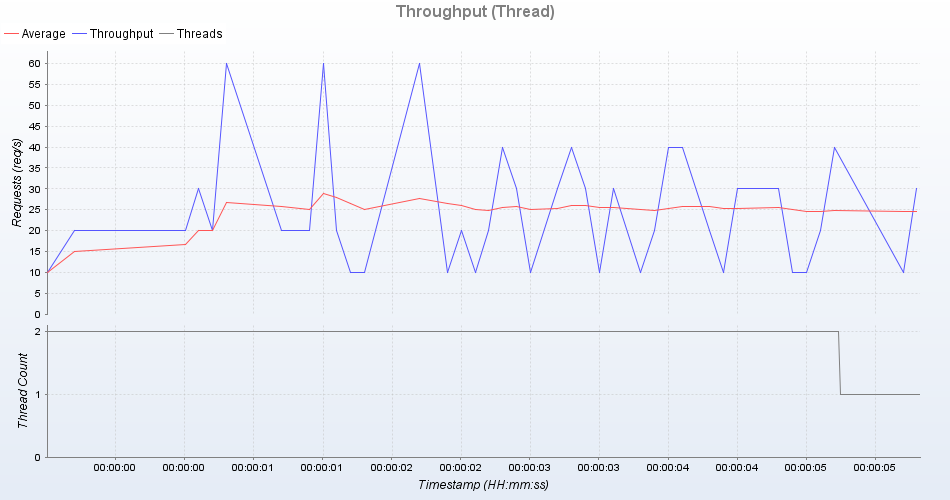 Throughput (Thread)
Average Throughput Threads
Requests (req/s)
60
55
50
45
40
35
30
25
20
15
10
5
0
Thread Count
2
1
0
00:00:00 00:00:00 00:00:01 00:00:01 00:00:02 00:00:02 00:00:03 00:00:03 00:00:04 00:00:04 00:00:05 00:00:05
Timestamp (HH:mm:ss)